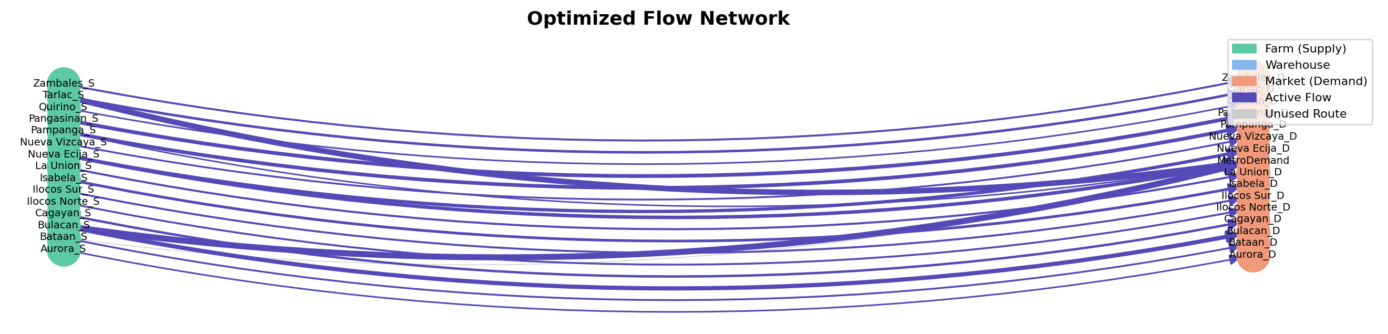 Optimized Flow Network
Farm (Supply)
Warehouse
Market (Demand)
Active Flow
Unused Route
Zambales_S
Tarlac_S
Quirino_S
Pangasinan_S
Pampanga_S
Nueva Vizcaya_S
Nueva Ecija_S
La Union_S
Isabela_S
Ilocos Sur_S
Ilocos Norte_S
Cagayan_S
Bulacan_S
Bataan_S
Aurora_S
Pampanga_D
Nueva Vizcaya_D
Nueva Ecija_D
MetroDemand
La Union_D
Isabela_D
Ilocos Sur_D
Ilocos Norte_D
Cagayan_D
Bulacan_D
Bataan_D
Aurora_D